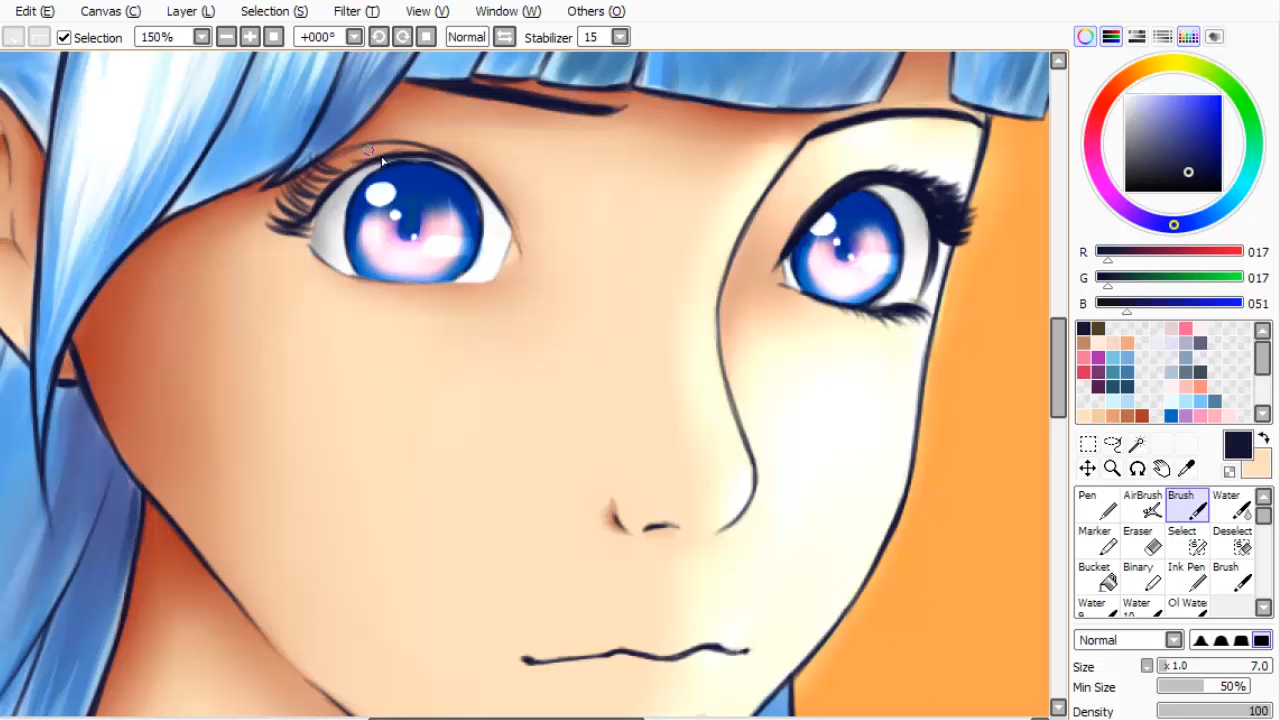 Edit (E) Canvas (C) Layer (L) Selection (S) Filter (T) View (V) Window (W) Others (O)
Selection 150% +000° Normal Stabilizer 15
R 017
G 017
B 051
Pen AirBrush Brush Water
Marker Eraser Select Deselect
Bucket Binary Ink Pen Brush
Water Water Ol Wate
Normal
Size x 1.0 7.0
Min Size 50%
Density 100